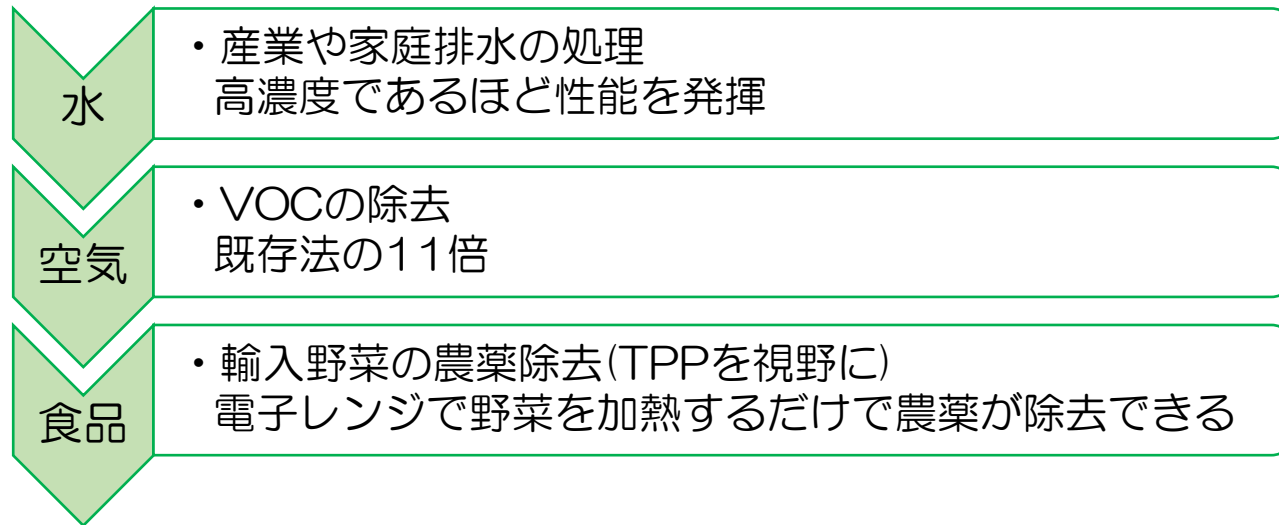 水
・産業や家庭排水の処理
高濃度であるほど性能を発揮
空気
・VOCの除去
既存法の11倍
食品
・輸入野菜の農薬除去(TPPを視野に)
電子レンジで野菜を加熱するだけで農薬が除去できる